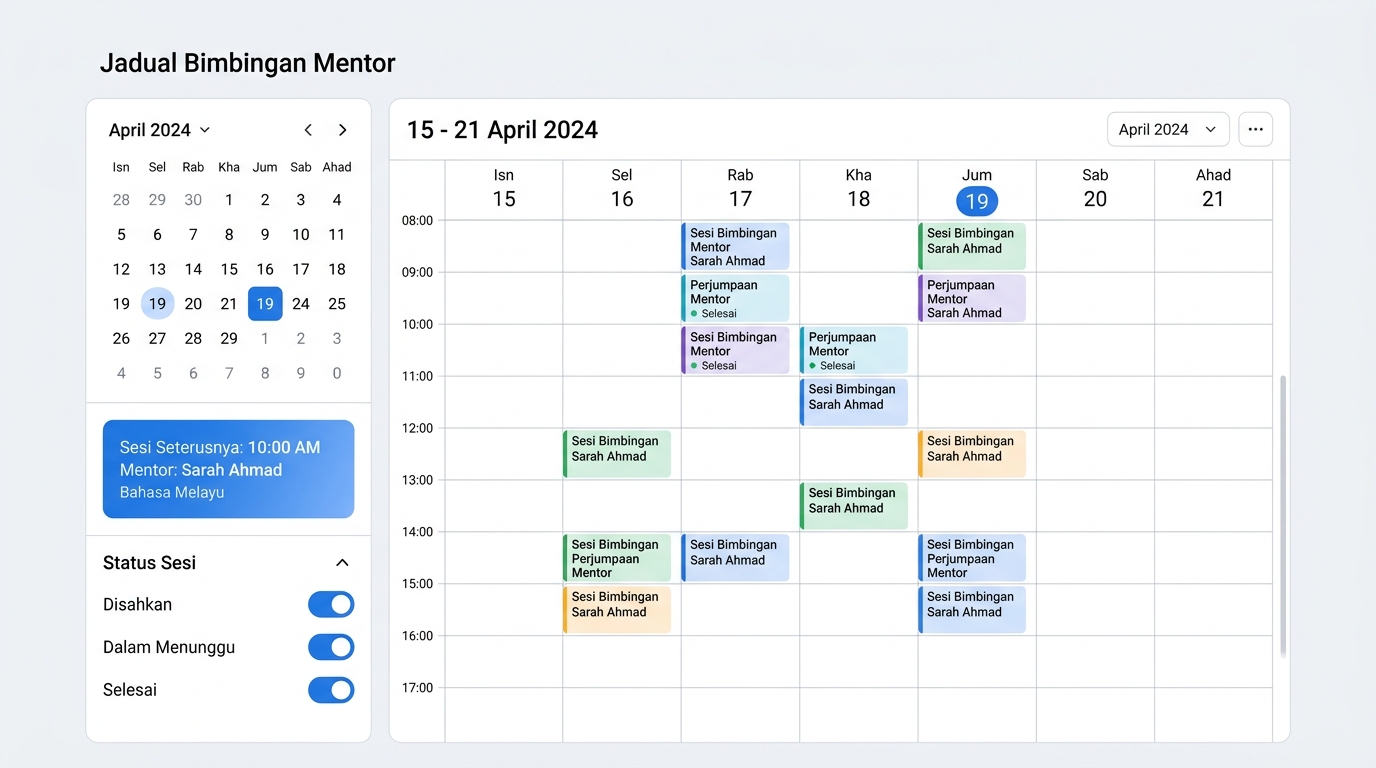 Jadual Bimbingan Mentor
April 2024
Isn Sel Rab Kha Jum Sab Ahad
28 29 30 1 2 3 4
5 6 7 8 9 10 11
12 13 14 15 16 17 18
19 19 20 21 19 24 25
26 27 28 29 1 2 3
4 5 6 7 8 9 0
Sesi Seterusnya: 10:00 AM
Mentor: Sarah Ahmad
Bahasa Melayu
Status Sesi
Disahkan
Dalam Menunggu
Selesai
15 - 21 April 2024
April 2024
Isn Sel Rab Kha Jum Sab Ahad
15 16 17 18 19 20 21
08:00
Sesi Bimbingan
Mentor
Sarah Ahmad
Sesi Bimbingan
Sarah Ahmad
09:00
Perjumpaan
Mentor
Selesai
Perjumpaan
Mentor
Sarah Ahmad
10:00
Sesi Bimbingan
Mentor
Selesai
Perjumpaan
Mentor
Selesai
11:00
Sesi Bimbingan
Sarah Ahmad
12:00
Sesi Bimbingan
Sarah Ahmad
Sesi Bimbingan
Sarah Ahmad
13:00
Sesi Bimbingan
Sarah Ahmad
14:00
Sesi Bimbingan
Perjumpaan
Mentor
Sesi Bimbingan
Sarah Ahmad
Sesi Bimbingan
Perjumpaan
Mentor
15:00
Sesi Bimbingan
Sarah Ahmad
Sesi Bimbingan
Sarah Ahmad
16:00
17:00